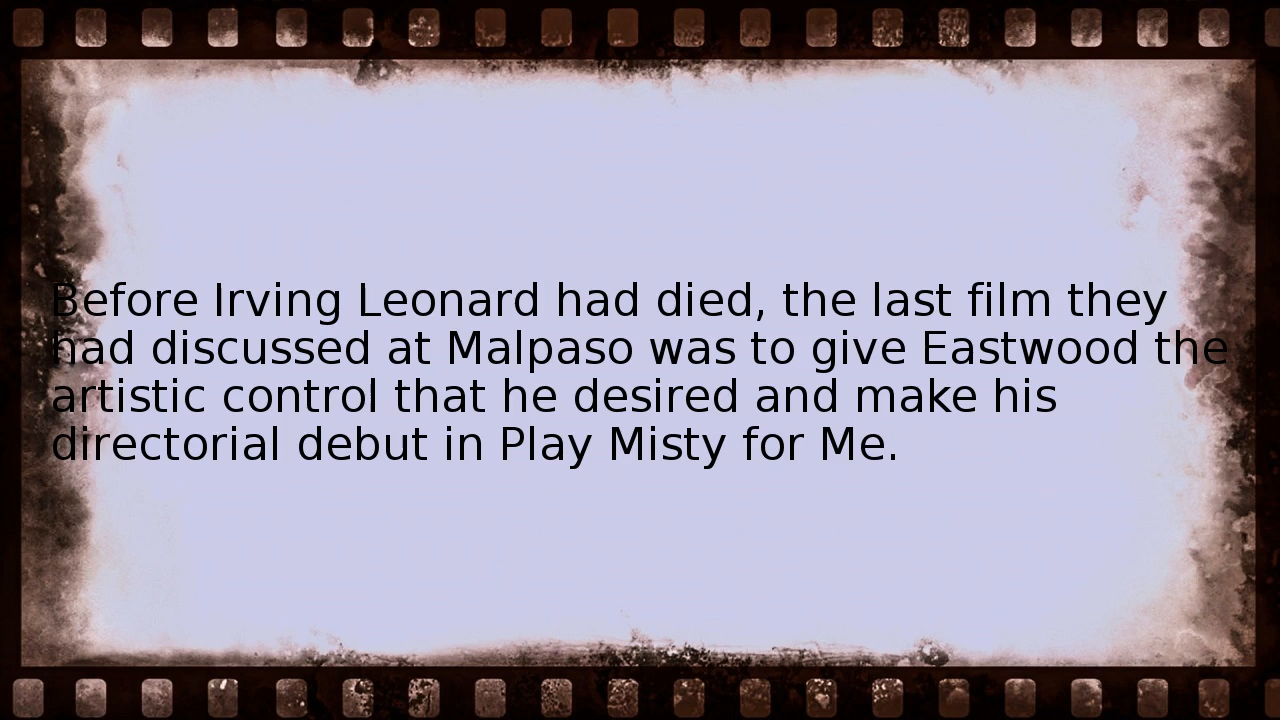 Before Irving Leonard had died, the last film they
had discussed at Malpaso was to give Eastwood the
artistic control that he desired and make his
directorial debut in Play Misty for Me.